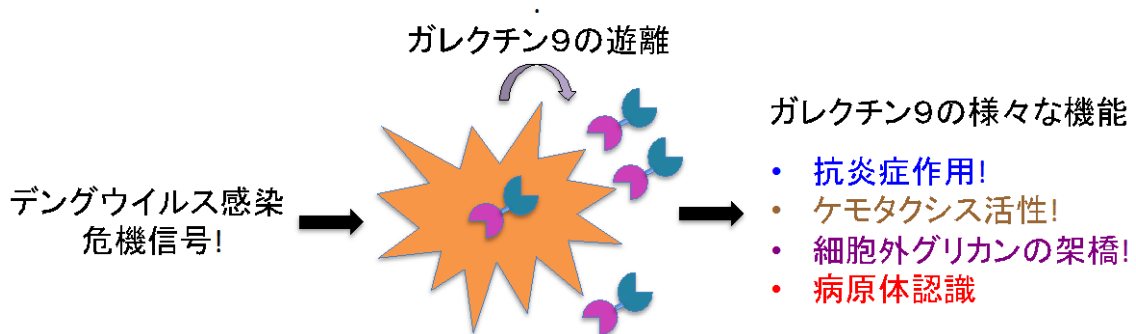 ガレクチン９の遊離
デングウイルス感染
危機信号!
ガレクチン９の様々な機能
• 抗炎症作用!
• ケモタクシス活性!
• 細胞外グリカンの架橋!
• 病原体認識